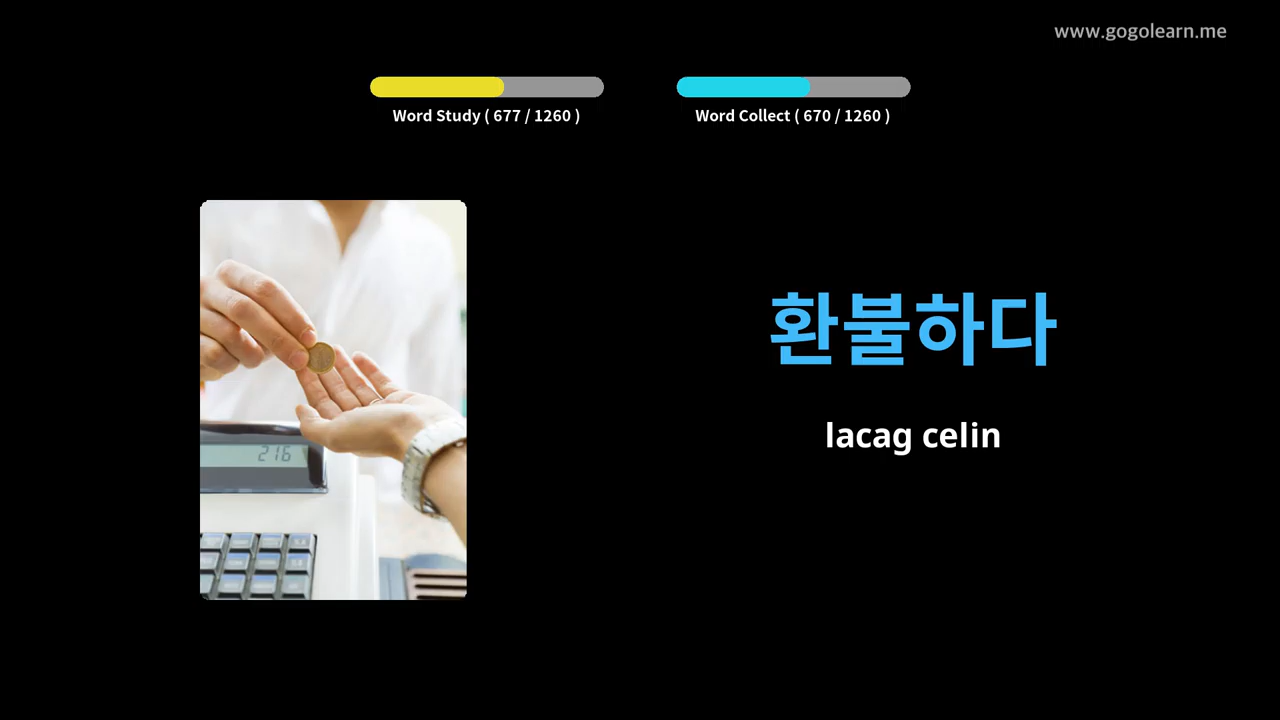 www.gogolearn.me
Word Study ( 677 / 1260 )
Word Collect ( 670 / 1260 )
환불하다
lacag celin
216